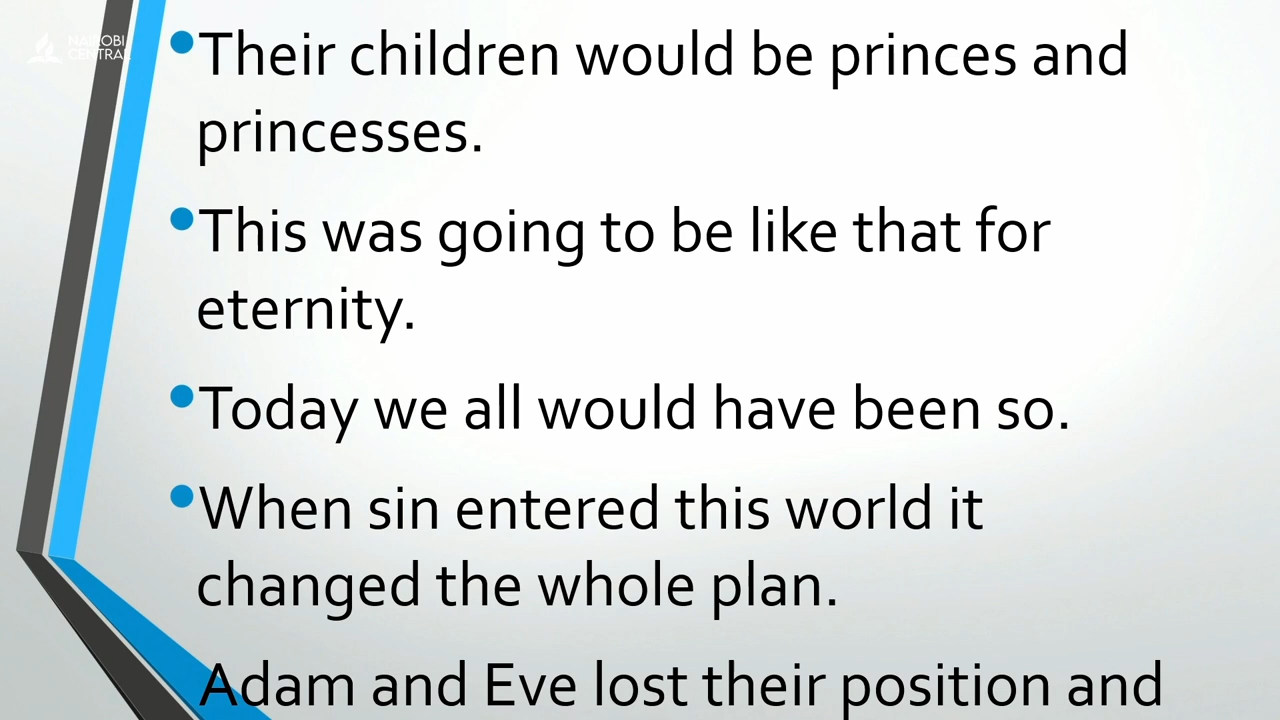 NAIROBI
CENTRAL
•Their children would be princes and
princesses.
•This was going to be like that for
eternity.
•Today we all would have been so.
•When sin entered this world it
changed the whole plan.
Adam and Eve lost their position and